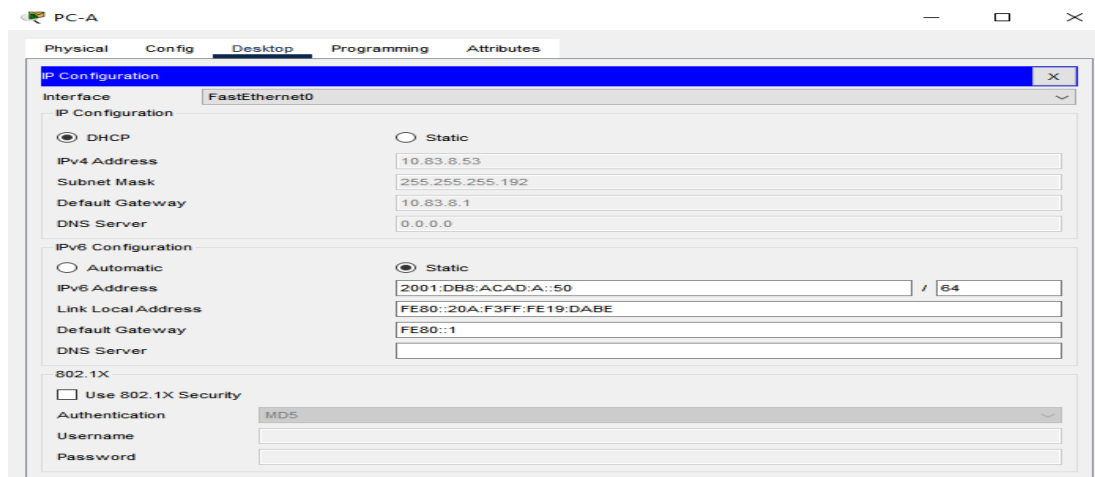 PC-A
Physical Config Desktop Programming Attributes
IP Configuration X
Interface FastEthernet0
IP Configuration
DHCP Static
IPv4 Address 10.83.8.53
Subnet Mask 255.255.255.192
Default Gateway 10.83.8.1
DNS Server 0.0.0.0
IPv6 Configuration
Automatic Static
IPv6 Address 2001:DB8:ACAD:A::50 / 64
Link Local Address FE80::20A:F3FF:FE19:DABE
Default Gateway FE80::1
DNS Server
802.1X
Use 802.1X Security
Authentication MD5
Username
Password